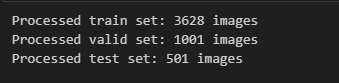 Processed train set: 3628 images
Processed valid set: 1001 images
Processed test set: 501 images